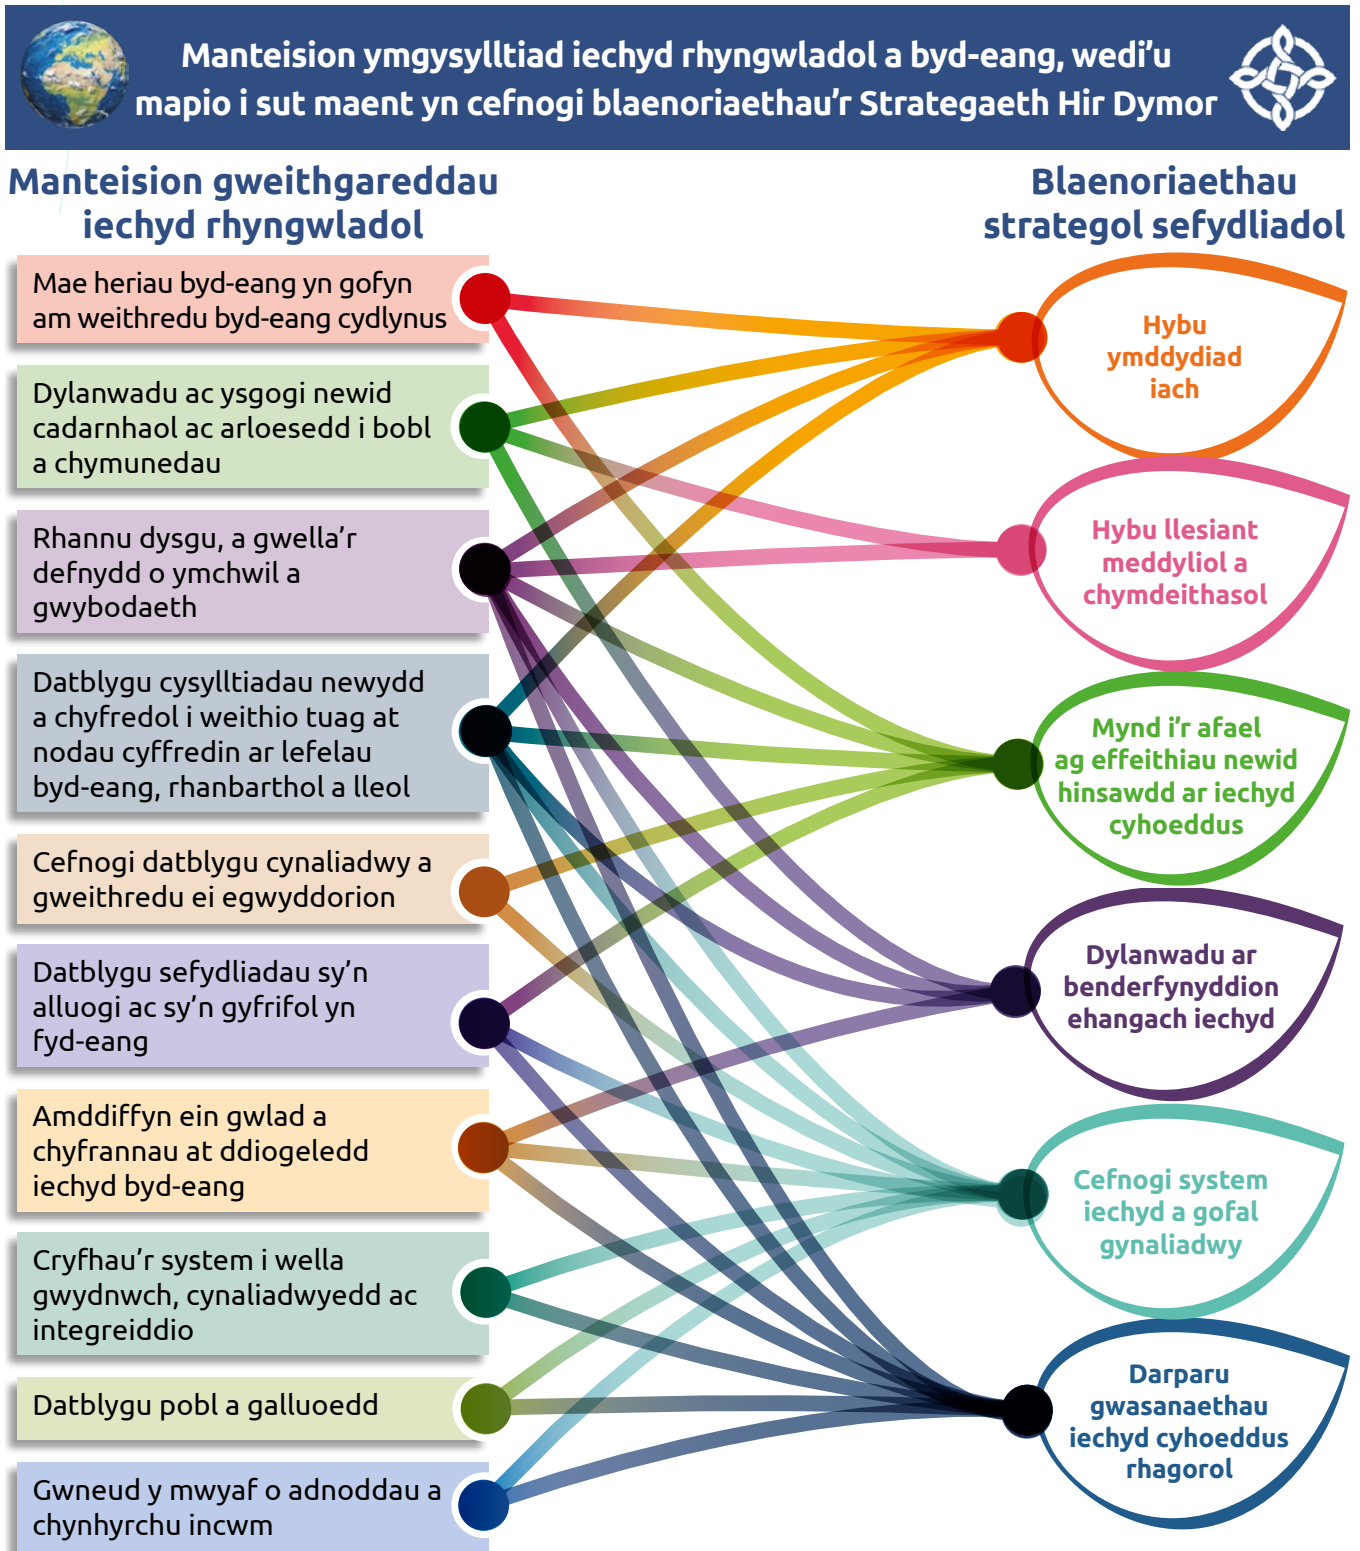 Manteision ymgysylltiad iechyd rhyngwladol a byd-eang, wedi’u
mapio i sut maent yn cefnogi blaenoriaethau’r Strategaeth Hir Dymor
Manteision gweithgareddau
iechyd rhyngwladol
Mae heriau byd-eang yn gofyn
am weithredu byd-eang cydlynus
Dylanwadu ac ysgogi newid
cadarnhaol ac arloesedd i bobl
a chymunedau
Rhannu dysgu, a gwella’r
defnydd o ymchwil a
gwybodaeth
Datblygu cysylltiadau newydd
a chyfredol i weithio tuag at
nodau cyffredin ar lefelau
byd-eang, rhanbarthol a lleol
Cefnogi datblygu cynaliadwy a
gweithredu ei egwyddorion
Datblygu sefydliadau sy’n
alluogi ac sy’n gyfrifol yn
fyd-eang
Amddiffyn ein gwlad a
chyfrannau at ddiogeledd
iechyd byd-eang
Cryfhau’r system i wella
gwydnwch, cynaliadwyedd ac
integreiddio
Datblygu pobl a galluoedd
Gwneud y mwyaf o adnoddau a
chynhyrchu incwm
Blaenoriaethau
strategol sefydliadol
Hybu
ymddydiad
iach
Hybu llesiant
meddyliol a
chymdeithasol
Mynd i’r afael
ag effeithiau newid
hinsawdd ar iechyd
cyhoeddus
Dylanwadu ar
benderfynyddion
ehangach iechyd
Cefnogi system
iechyd a gofal
gynaliadwy
Darparu
gwasanaethau
iechyd cyhoeddus
rhagorol